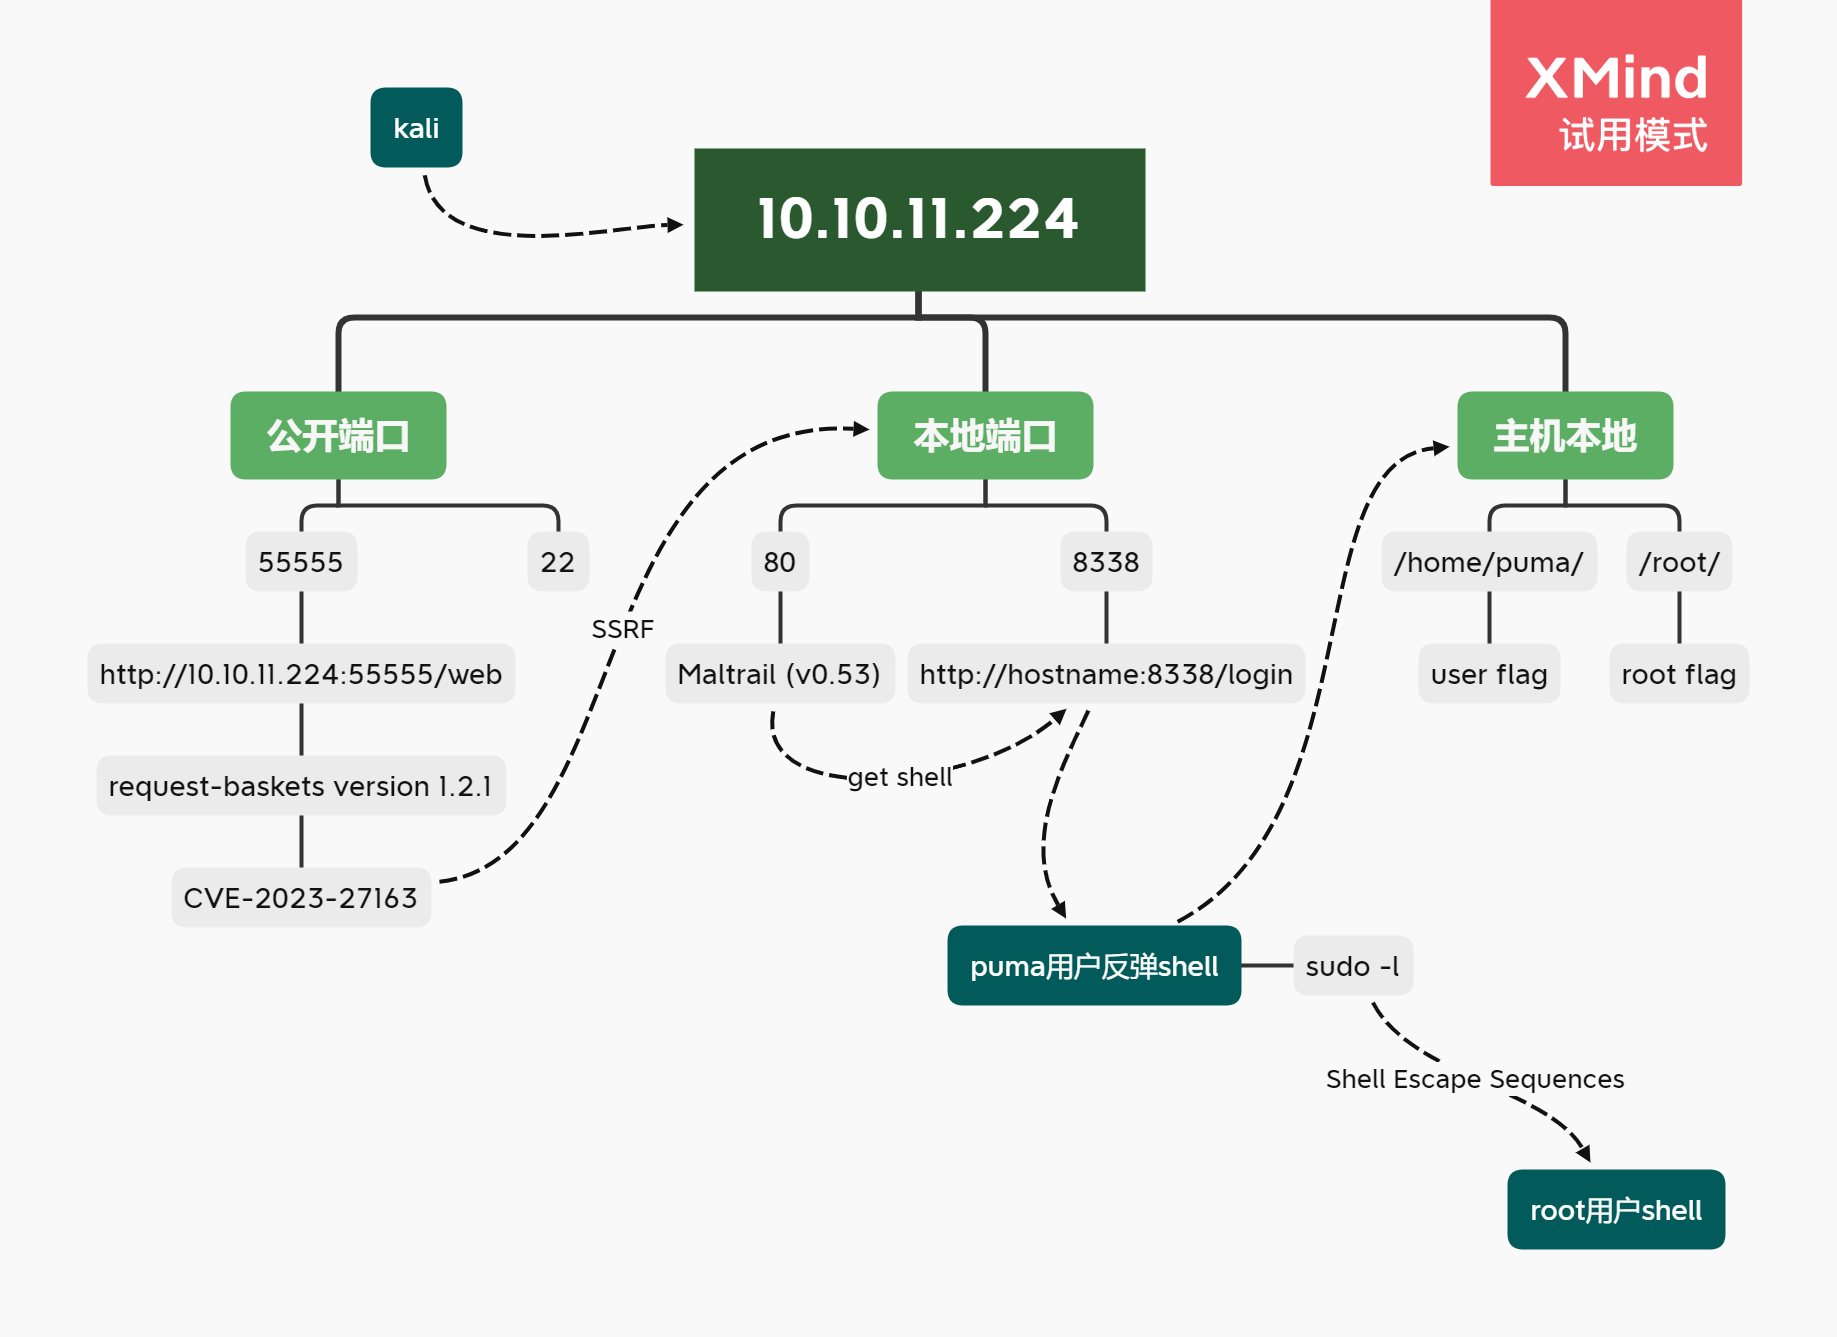 XMind
试用模式
kali
10.10.11.224
公开端口
本地端口
主机本地
55555
22
80
8338
/home/puma/
/root/
SSRF
http://10.10.11.224:55555/web
Maltrail (v0.53)
http://hostname:8338/login
user flag
root flag
get shell
request-baskets version 1.2.1
CVE-2023-27163
puma用户反弹shell
sudo -l
Shell Escape Sequences
root用户shell